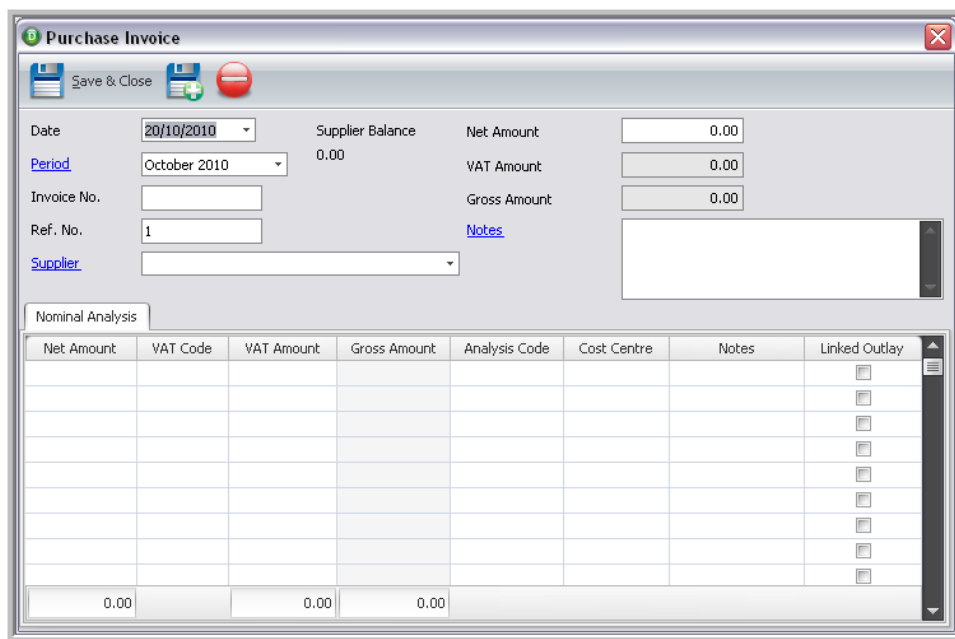 Purchase Invoice
Save & Close
Date 20/10/2010 Supplier Balance Net Amount 0.00
Period October 2010 0.00 VAT Amount 0.00
Invoice No. Gross Amount 0.00
Ref. No. 1 Notes
Supplier
Nominal Analysis
Net Amount VAT Code VAT Amount Gross Amount Analysis Code Cost Centre Notes Linked Outlay
0.00 0.00 0.00